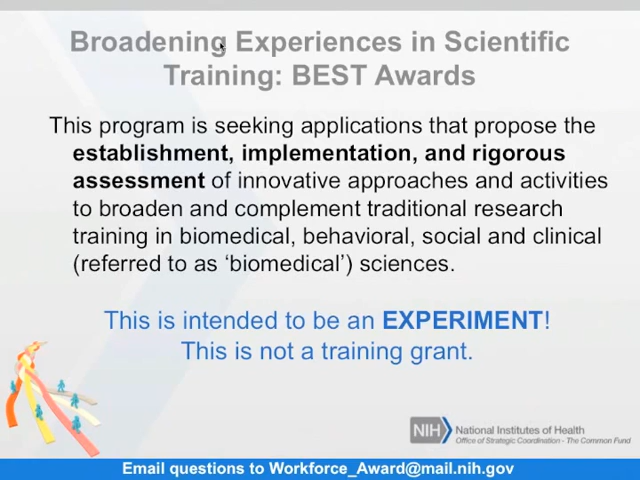 Broadening Experiences in Scientific
Training: BEST Awards
This program is seeking applications that propose the
establishment, implementation, and rigorous
assessment of innovative approaches and activities
to broaden and complement traditional research
training in biomedical, behavioral, social and clinical
(referred to as ‘biomedical’) sciences.
This is intended to be an EXPERIMENT!
This is not a training grant.
NIH National Institutes of Health
Office of Strategic Coordination - The Common Fund
Email questions to Workforce_Award@mail.nih.gov